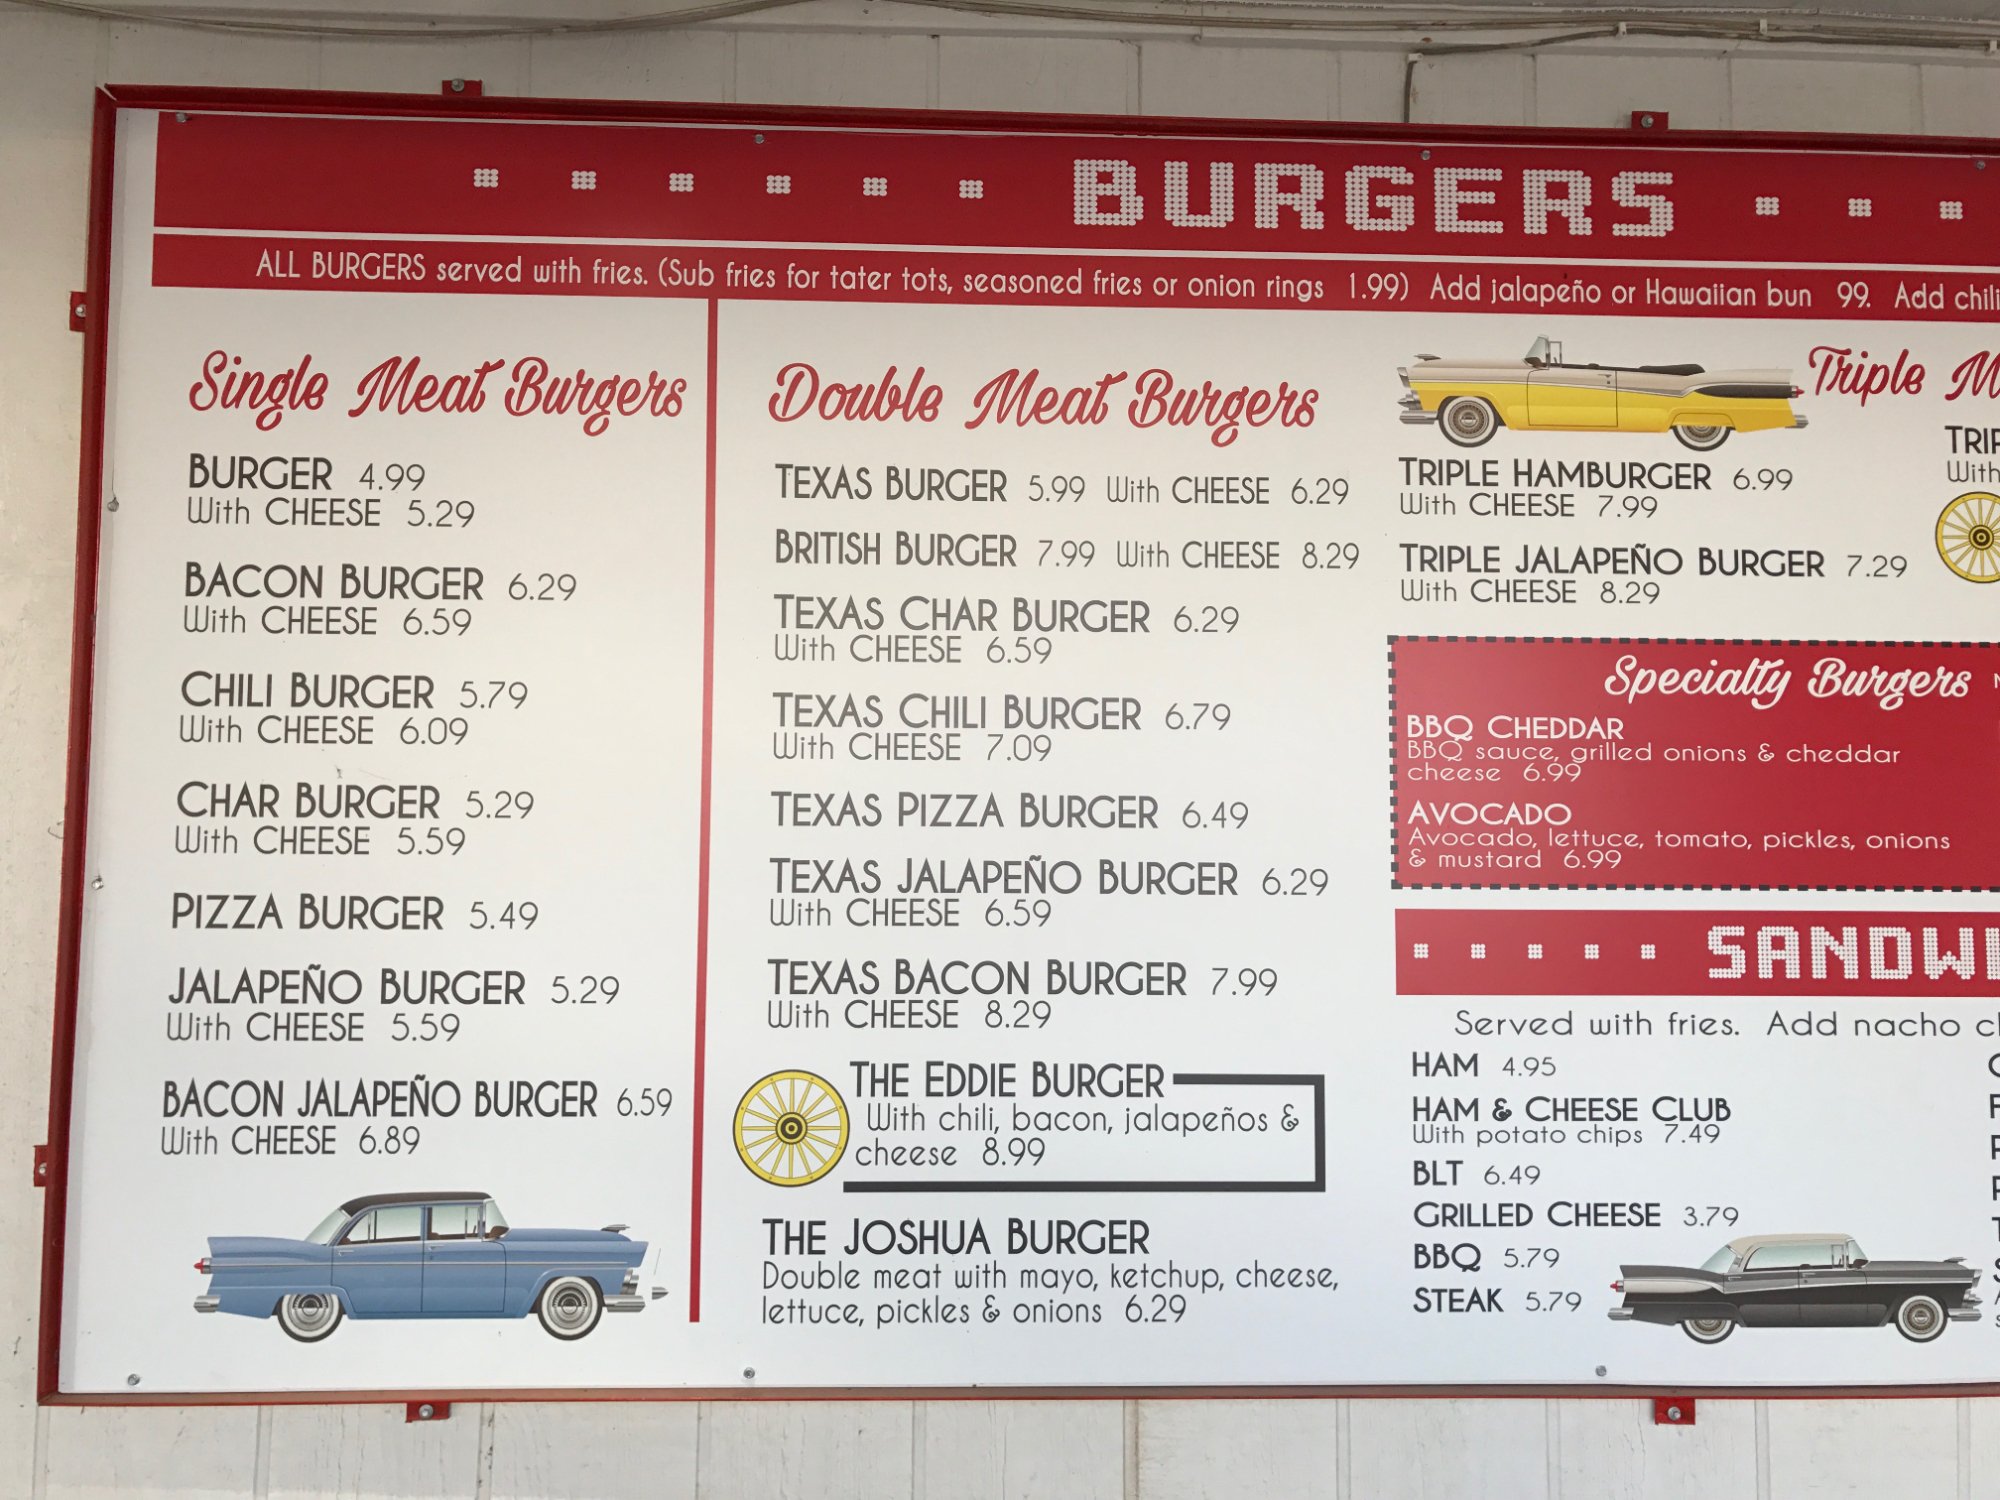 BURGERS
ALL BURGERS served with fries. (Sub fries for tater tots, seasoned fries or onion rings 1.99) Add jalapeño or Hawaiian bun 99. Add chili
Single Meat Burgers
BURGER 4.99
With CHEESE 5.29
BACON BURGER 6.29
With CHEESE 6.59
CHILI BURGER 5.79
With CHEESE 6.09
CHAR BURGER 5.29
With CHEESE 5.59
PIZZA BURGER 5.49
JALAPEÑO BURGER 5.29
With CHEESE 5.59
BACON JALAPEÑO BURGER 6.59
With CHEESE 6.89
Double Meat Burgers
TEXAS BURGER 5.99 With CHEESE 6.29
BRITISH BURGER 7.99 With CHEESE 8.29
TEXAS CHAR BURGER 6.29
With CHEESE 6.59
TEXAS CHILI BURGER 6.79
With CHEESE 7.09
TEXAS PIZZA BURGER 6.49
TEXAS JALAPEÑO BURGER 6.29
With CHEESE 6.59
TEXAS BACON BURGER 7.99
With CHEESE 8.29
THE EDDIE BURGER
With chili, bacon, jalapeños &
cheese 8.99
THE JOSHUA BURGER
Double meat with mayo, ketchup, cheese,
lettuce, pickles & onions 6.29
Triple
TRIPLE HAMBURGER 6.99
With CHEESE 7.99
TRIPLE JALAPEÑO BURGER 7.29
With CHEESE 8.29
With
Specialty Burgers
BBQ CHEDDAR
BBQ sauce, grilled onions & cheddar
cheese 6.99
AVOCADO
Avocado, lettuce, tomato, pickles, onions
& mustard 6.99
SANDW
Served with fries. Add nacho
HAM 4.95
HAM & CHEESE CLUB
With potato chips 7.49
BLT 6.49
GRILLED CHEESE 3.79
BBQ 5.79
STEAK 5.79